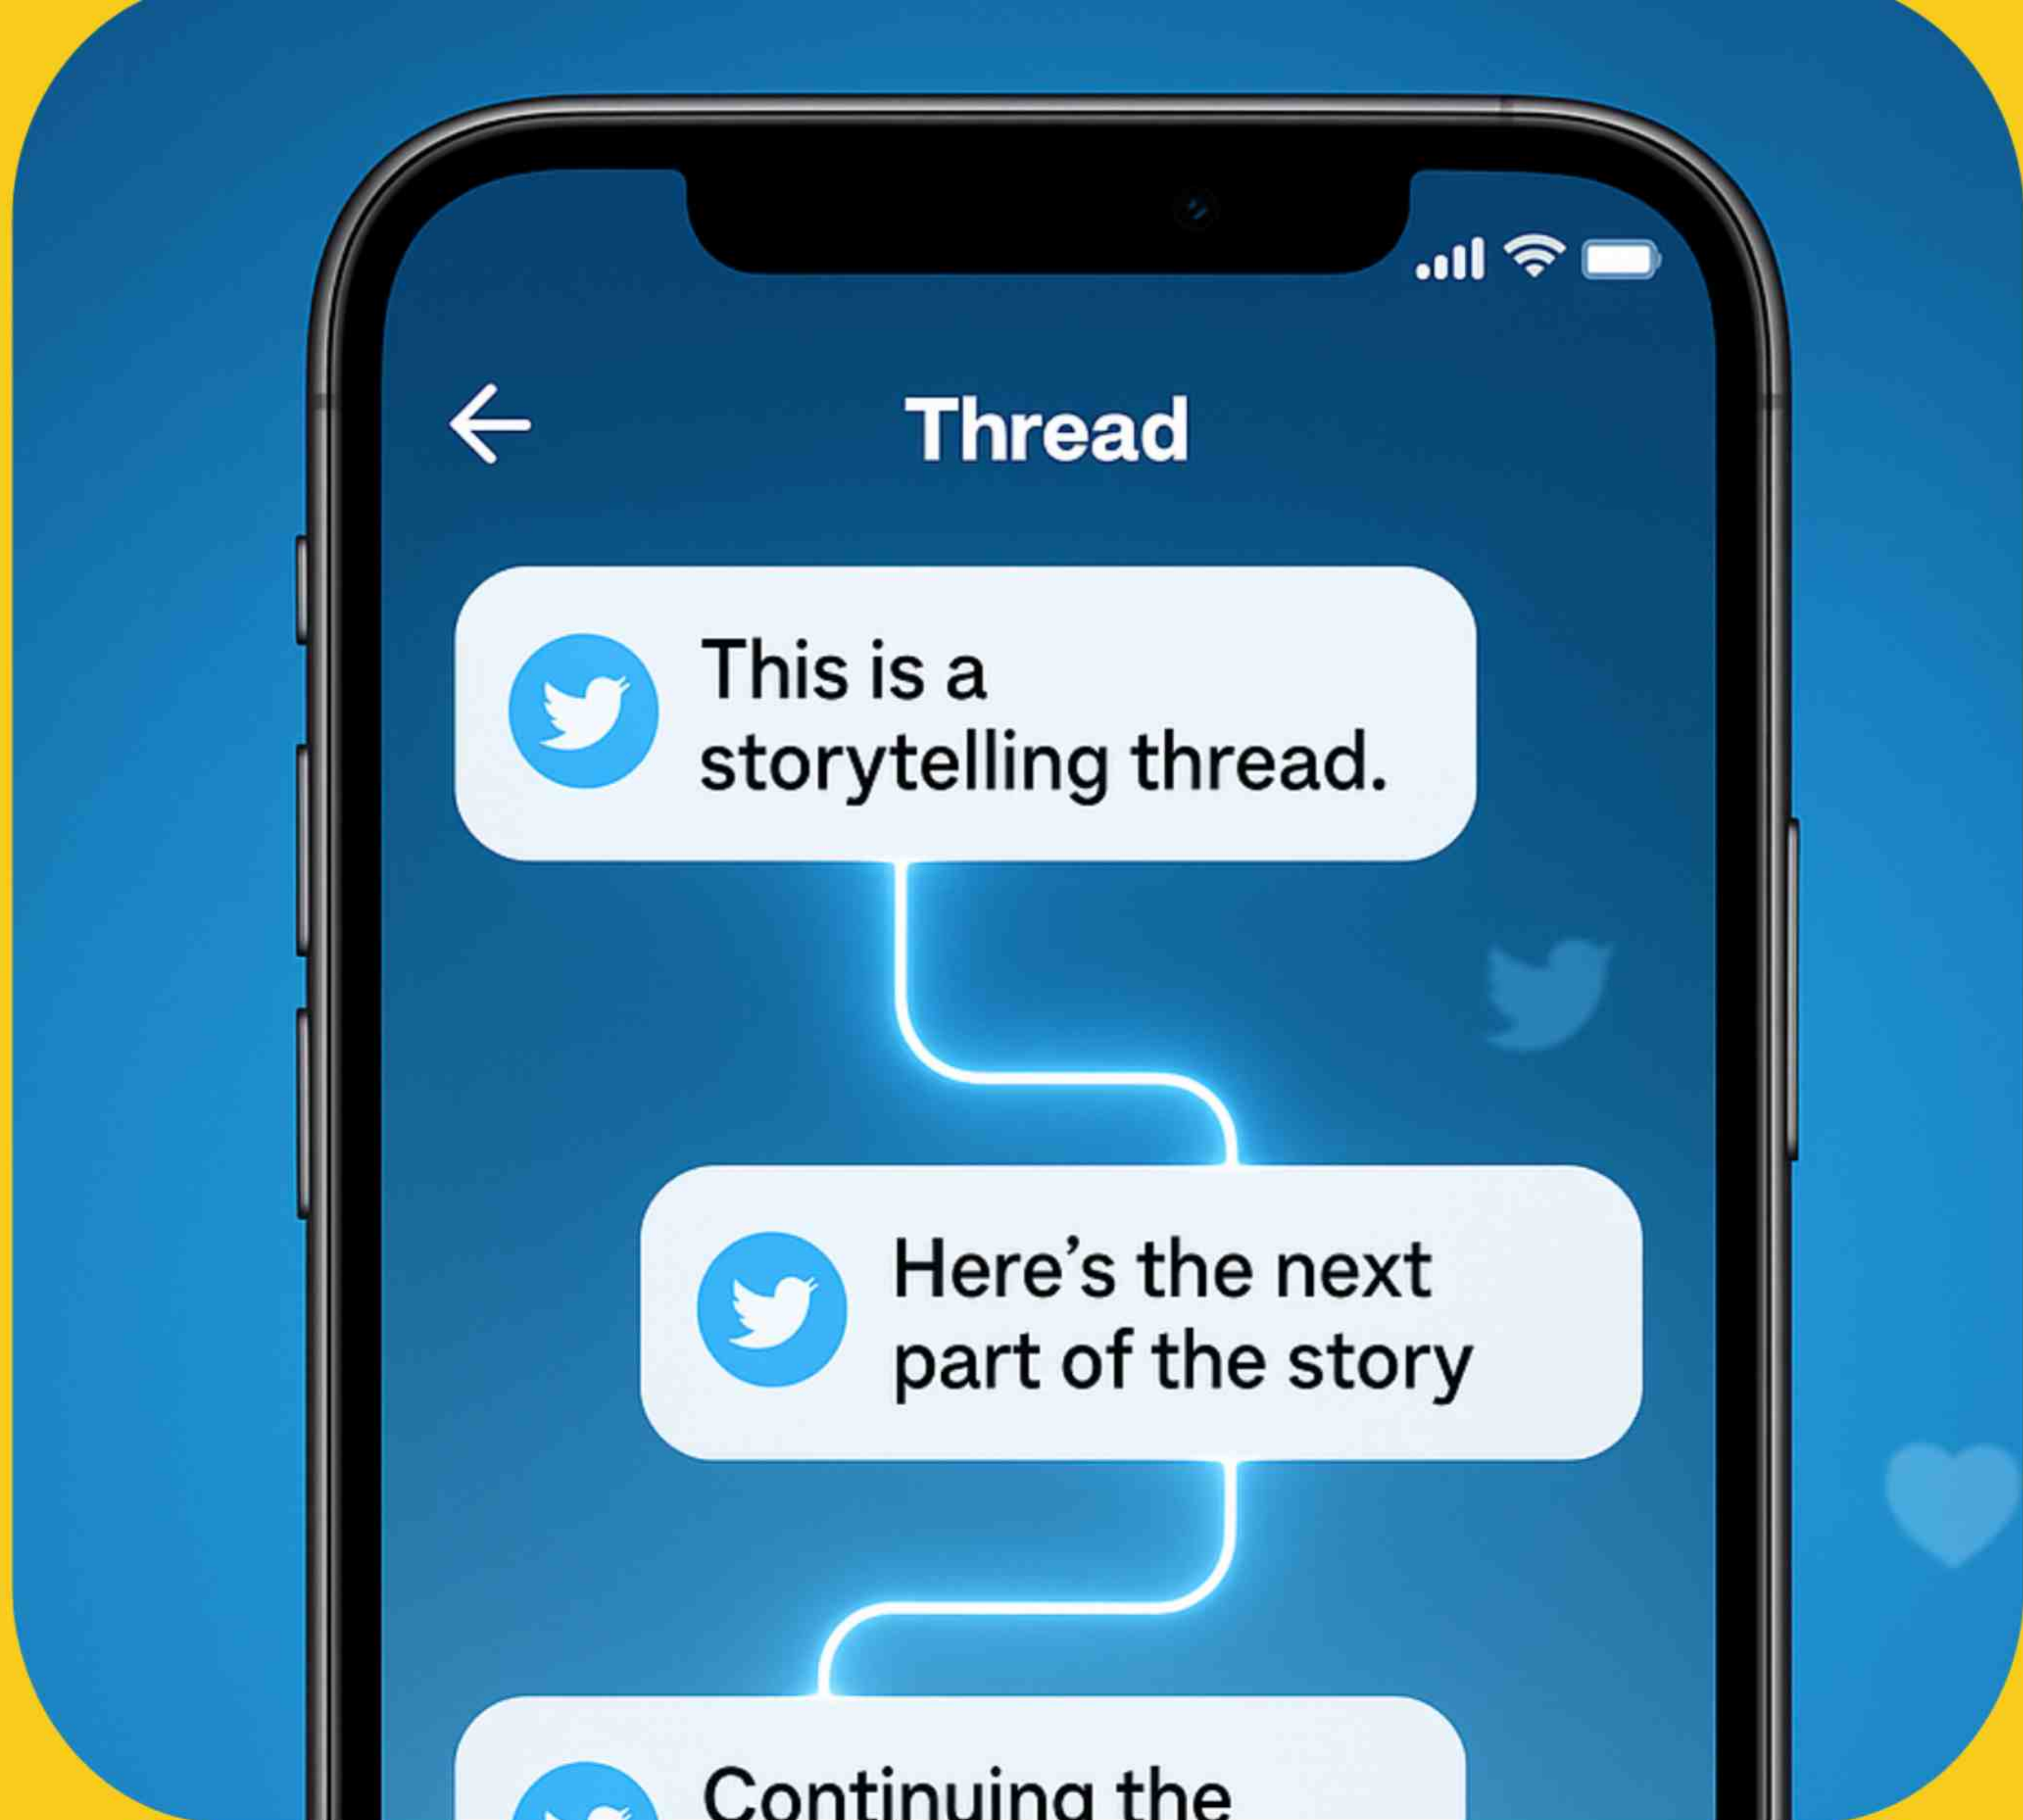 Thread
This is a
storytelling thread.
Here’s the next
part of the story
Continuing the